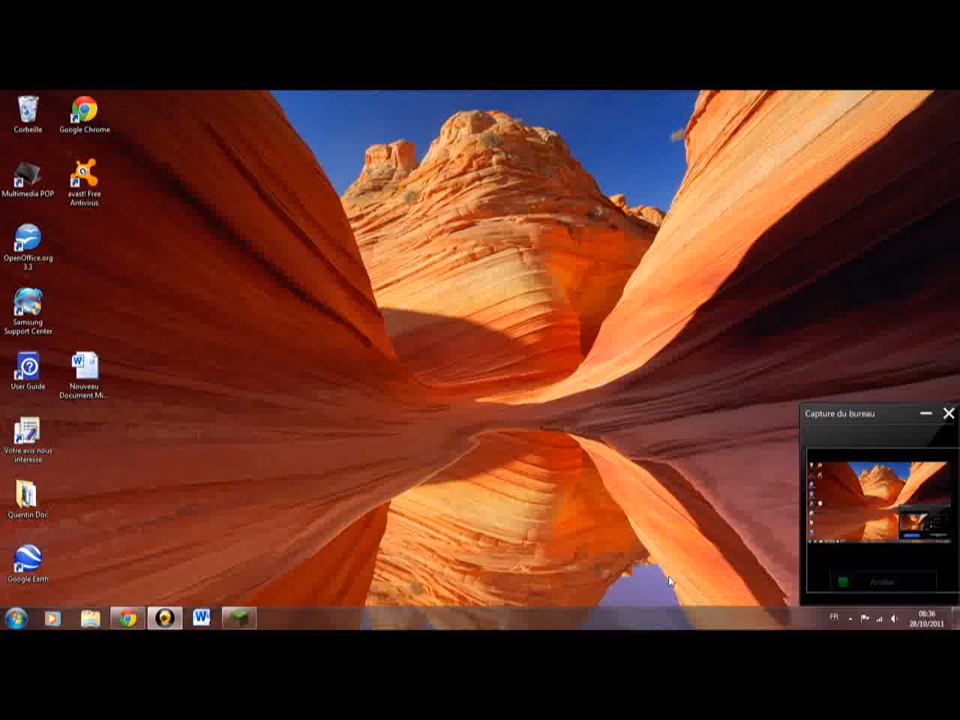 Corbeille
Google Chrome
Multimedia POP
avast! Free
Antivirus
OpenOffice.org
3.3
Samsung
Support Center
User Guide
Nouveau
Document Mi...
Votre avis nous
intéresse
Quentin Doc
Google Earth
Capture du bureau
Arrêter
FR
08:36
28/10/2011